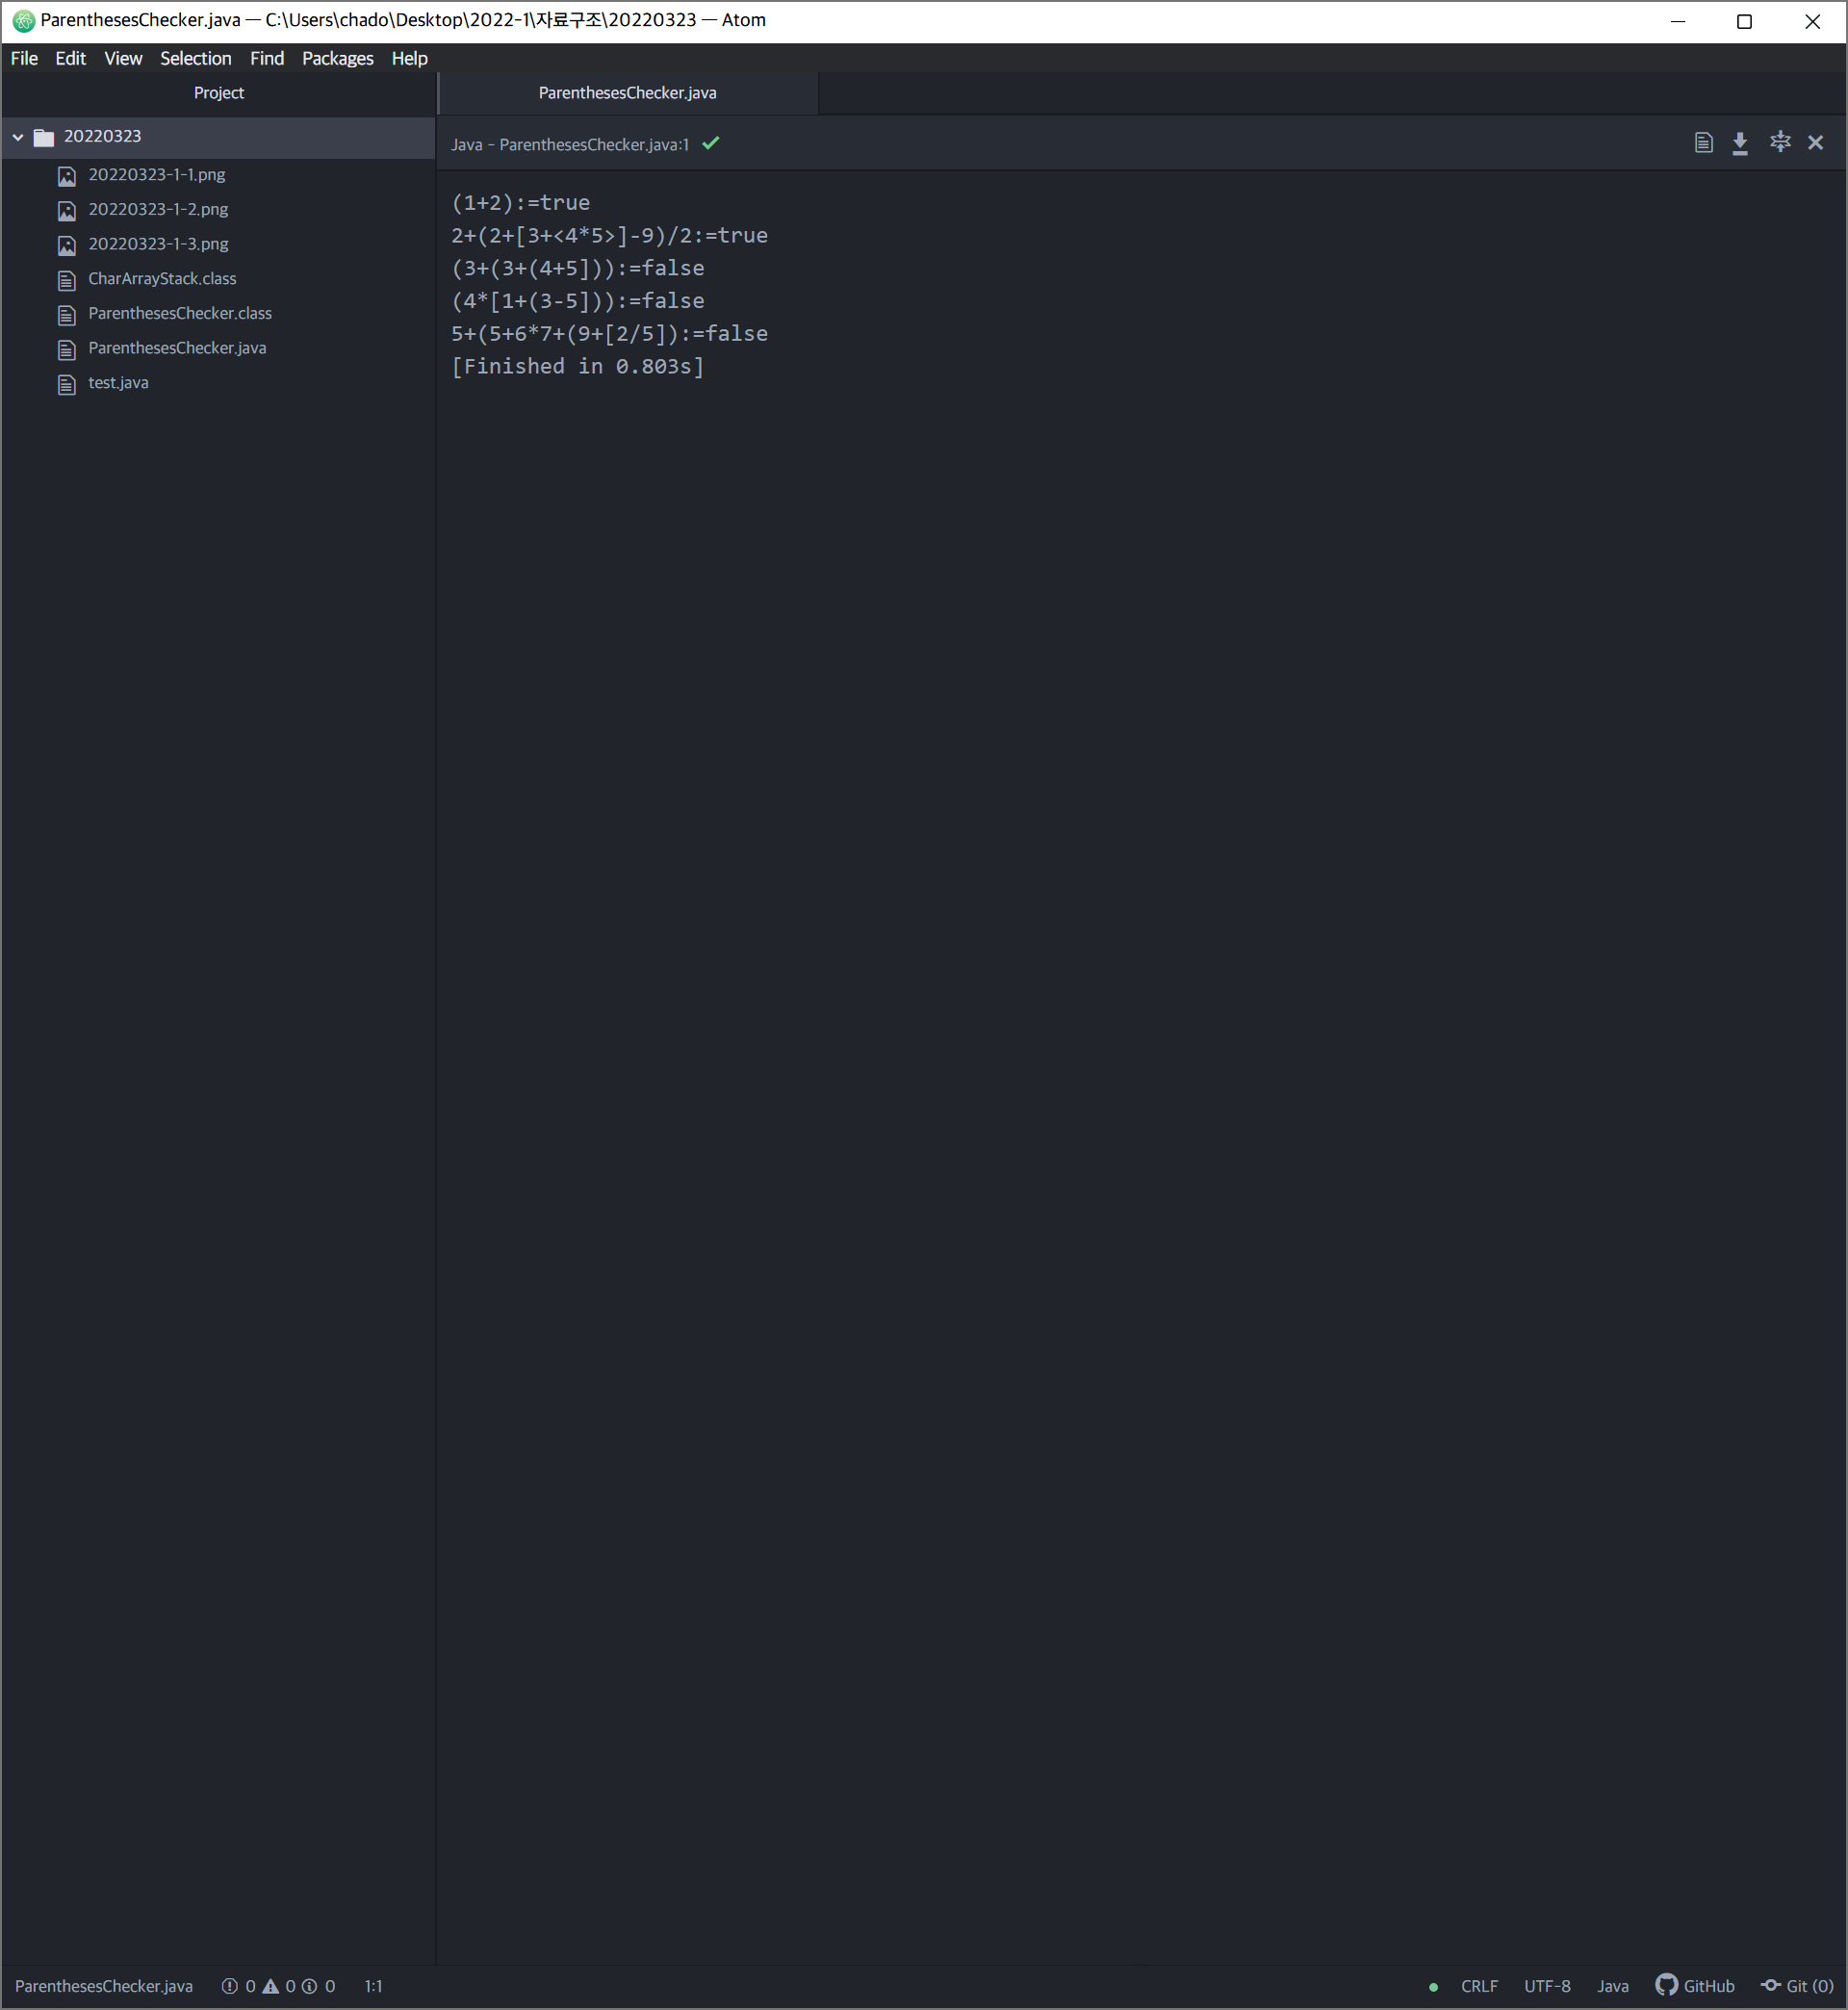 ParenthesesChecker.java — C:\Users\chado\Desktop\2022-1\자료구조\20220323 — Atom
File Edit View Selection Find Packages Help
Project
ParenthesesChecker.java
20220323
20220323-1-1.png
20220323-1-2.png
20220323-1-3.png
CharArrayStack.class
ParenthesesChecker.class
ParenthesesChecker.java
test.java
Java - ParenthesesChecker.java:1
(1+2):=true
2+(2+[3+<4*5>]-9)/2:=true
(3+(3+(4+5])):=false
(4*[1+(3-5])):=false
5+(5+6*7+(9+[2/5]):=false
[Finished in 0.803s]
ParenthesesChecker.java 0 0 0 1:1
CRLF UTF-8 Java GitHub Git (0)